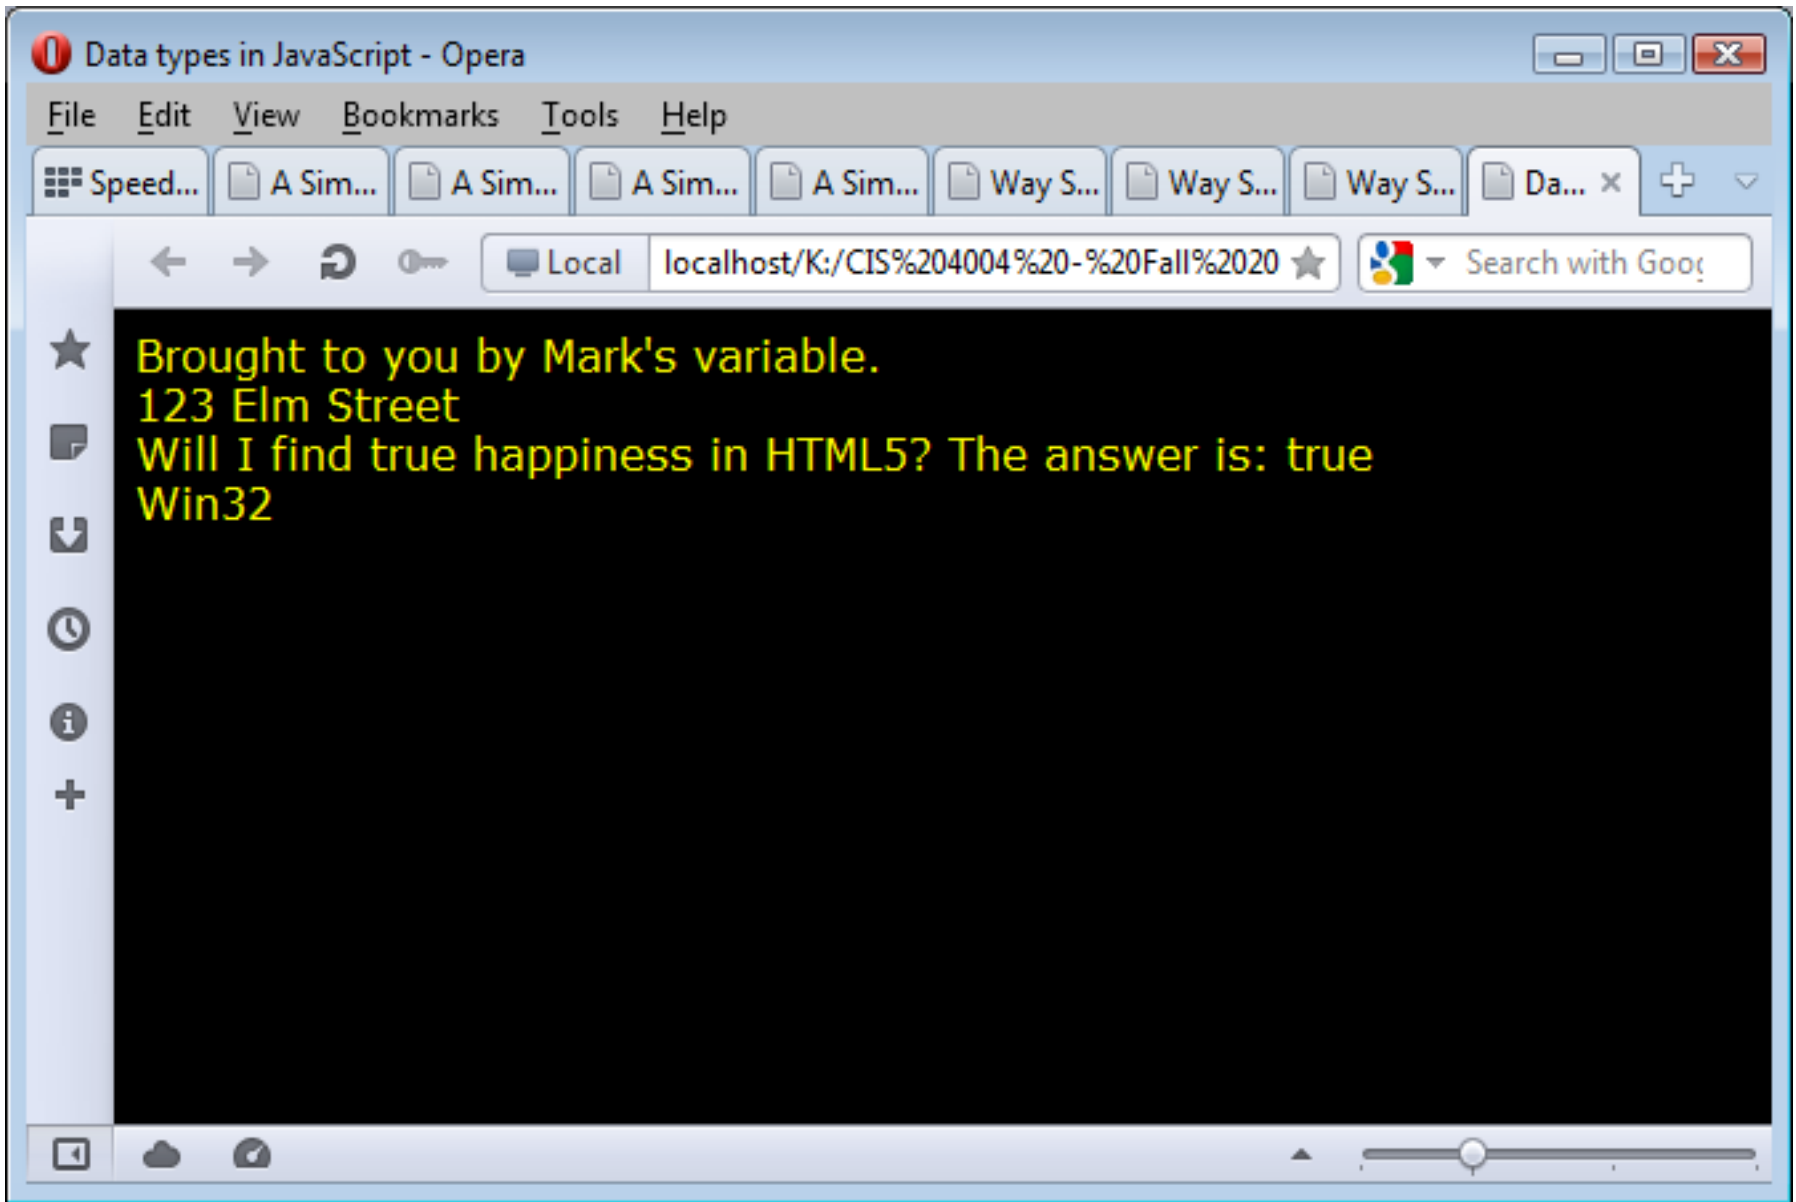 Data types in JavaScript - Opera
File Edit View Bookmarks Tools Help
Speed... A Sim... A Sim... A Sim... A Sim... Way S... Way S... Way S... Da...
Local localhost/K:/CIS%204004%20-%20Fall%2020 Search with Goog
Brought to you by Mark's variable.
123 Elm Street
Will I find true happiness in HTML5? The answer is: true
Win32